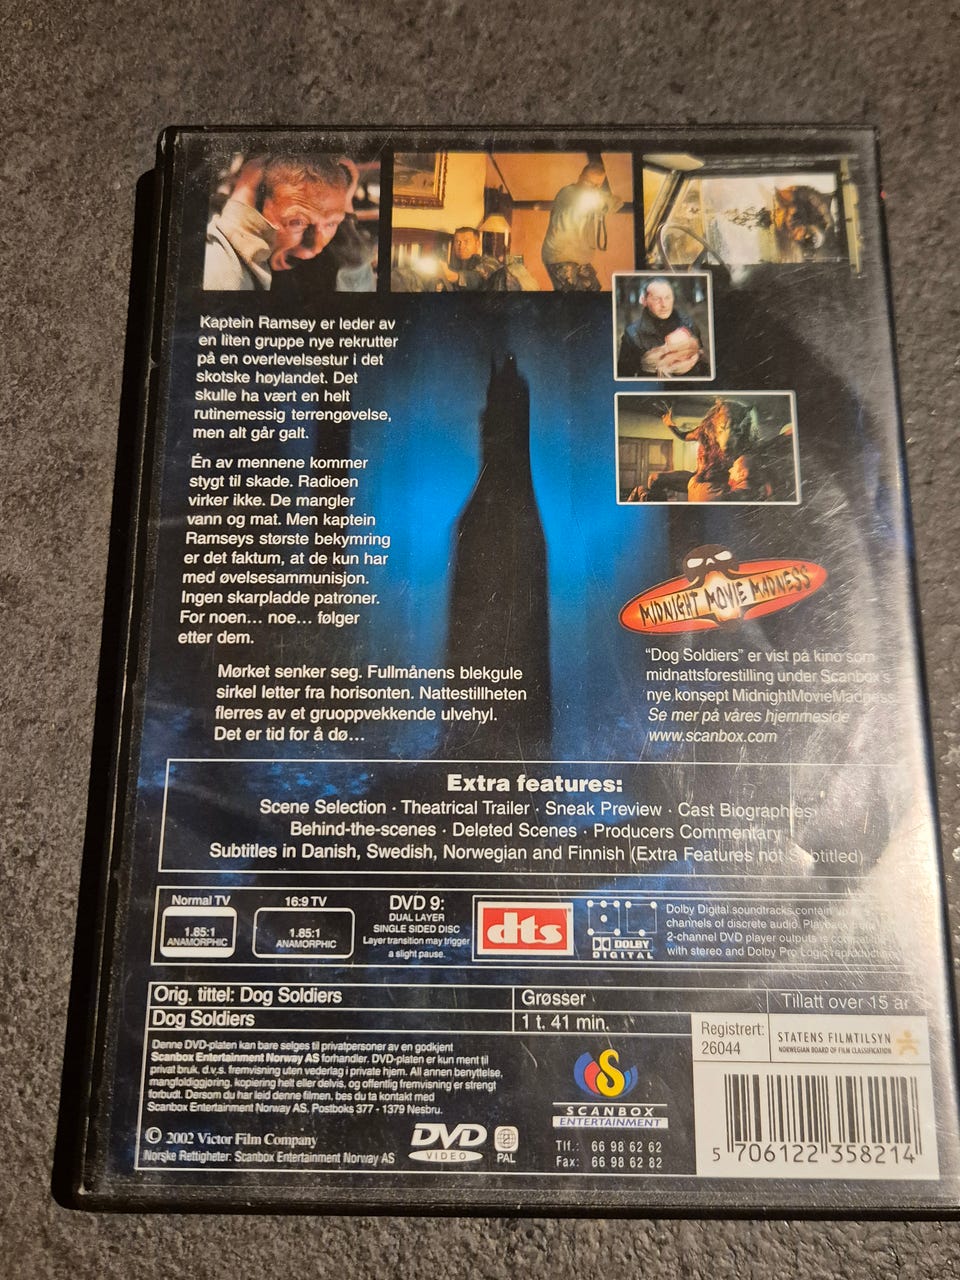 Kaptein Ramsey er leder av
en liten gruppe nye rekrutter
på en overlevelsestur i det
skotske høylandet. Det
skulle ha vært en helt
rutinemessig terrengøvelse,
men alt går galt.
Én av mennene kommer
stygt til skade. Radioen
virker ikke. De mangler
vann og mat. Men kaptein
Ramseys største bekymring
er det faktum, at de kun har
med øvelsesammunisjon.
Ingen skarpladde patroner.
For noen... noe... følger
etter dem.
Mørket senker seg. Fullmånens blekgule
sirkel letter fra horisonten. Nattestillheten
flerres av et gruoppvekkende ulvehyl.
Det er tid for å dø...
MIDNIGHT MOVIE MADNESS
"Dog Soldiers" er vist på kino som
midnattsforestilling under Scanbox's
nye konsept MidnightMovieMadness
Se mer på våres hjemmeside
www.scanbox.com
Extra features:
Scene Selection · Theatrical Trailer · Sneak Preview · Cast Biographies
Behind-the-scenes · Deleted Scenes · Producers Commentary
Subtitles in Danish, Swedish, Norwegian and Finnish (Extra Features not Subtitled)
Normal TV
1.85:1
ANAMORPHIC
16:9 TV
1.85:1
ANAMORPHIC
DVD 9:
DUAL LAYER
SINGLE SIDED DISC
Layer transition may trigger
a slight pause.
dts
DOLBY
DIGITAL
Dolby Digital soundtracks contain
channels of discrete audio. Playback
2-channel DVD player outputs is compatible
with stereo and Dolby Pro Logic reproduction
Orig. tittel: Dog Soldiers
Grøsser
Tillatt over 15 år
Dog Soldiers
1 t. 41 min.
Registrert:
26044
STATENS FILMTILSYN
NORWEGIAN BOARD OF FILM CLASSIFICATION
Denne DVD-platen kan bare selges til privatpersoner av en godkjent
Scanbox Entertainment Norway AS forhandler. DVD-platen er kun ment til
privat bruk, d.v.s. fremvisning uten vederlag i private hjem. All annen benyttelse,
mangfoldiggjøring, kopiering helt eller delvis, og offentlig fremvisning er strengt
forbudt. Dersom du har leid denne filmen, bes du ta kontakt med
Scanbox Entertainment Norway AS, Postboks 377 - 1379 Nesbru.
© 2002 Victor Film Company
Norske Rettigheter: Scanbox Entertainment Norway AS
DVD
VIDEO
2
PAL
S
SCANBOX
ENTERTAINMENT
Tlf.: 66 98 62 62
Fax: 66 98 62 82
5 706122 358214